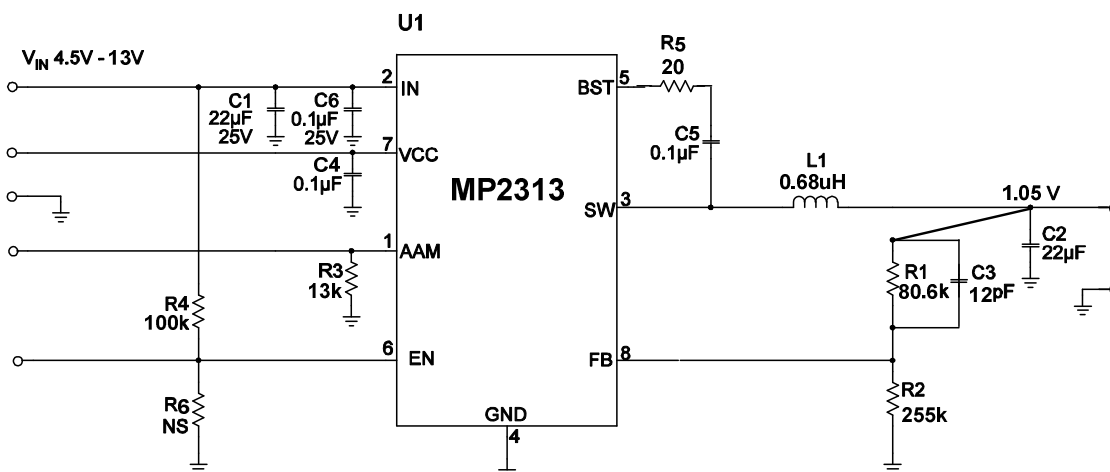 U1
V_IN 4.5V - 13V
2
IN
C1
22µF
25V
C6
0.1µF
25V
7
VCC
C4
0.1µF
1
AAM
R3
13k
R4
100k
6
EN
R6
NS
MP2313
GND
4
BST
5
R5
20
C5
0.1µF
SW
3
L1
0.68uH
1.05 V
C2
22µF
R1
80.6k
C3
12pF
FB
8
R2
255k